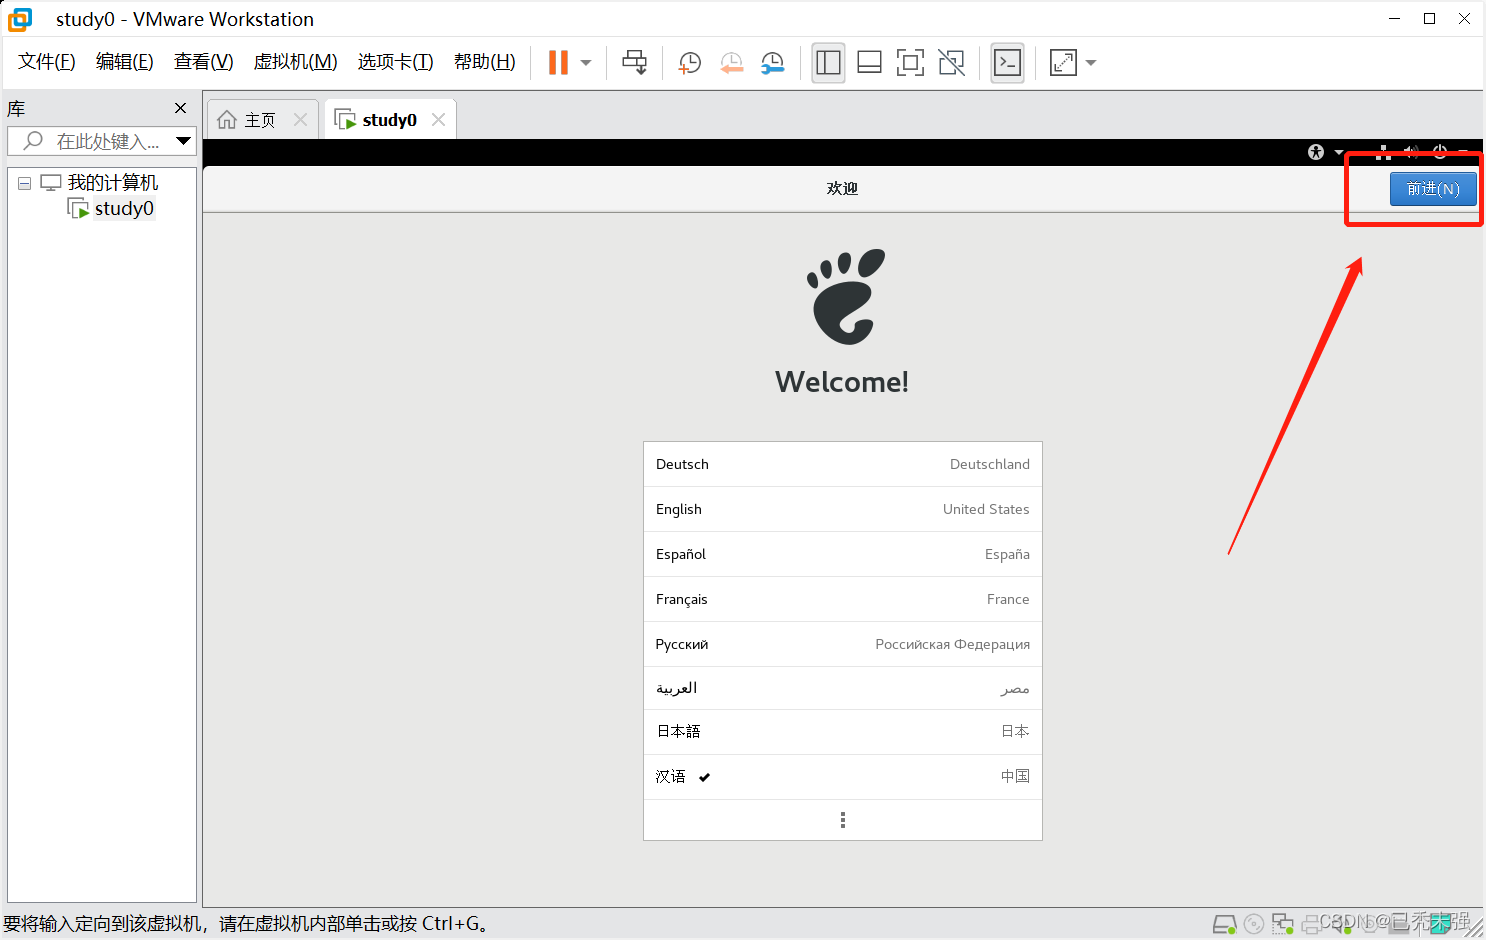 study0 - VMware Workstation
文件(F) 编辑(E) 查看(V) 虚拟机(M) 选项卡(T) 帮助(H)
库
在此处键入...
我的计算机
study0
主页 study0
欢迎
前进(N)
Welcome!
Deutsch Deutschland
English United States
Español España
Français France
Русский Российская Федерация
العربية مصر
日本語 日本
汉语 中国
要将输入定向到该虚拟机，请在虚拟机内部单击或按 Ctrl+G。
CSDN @已秃未强